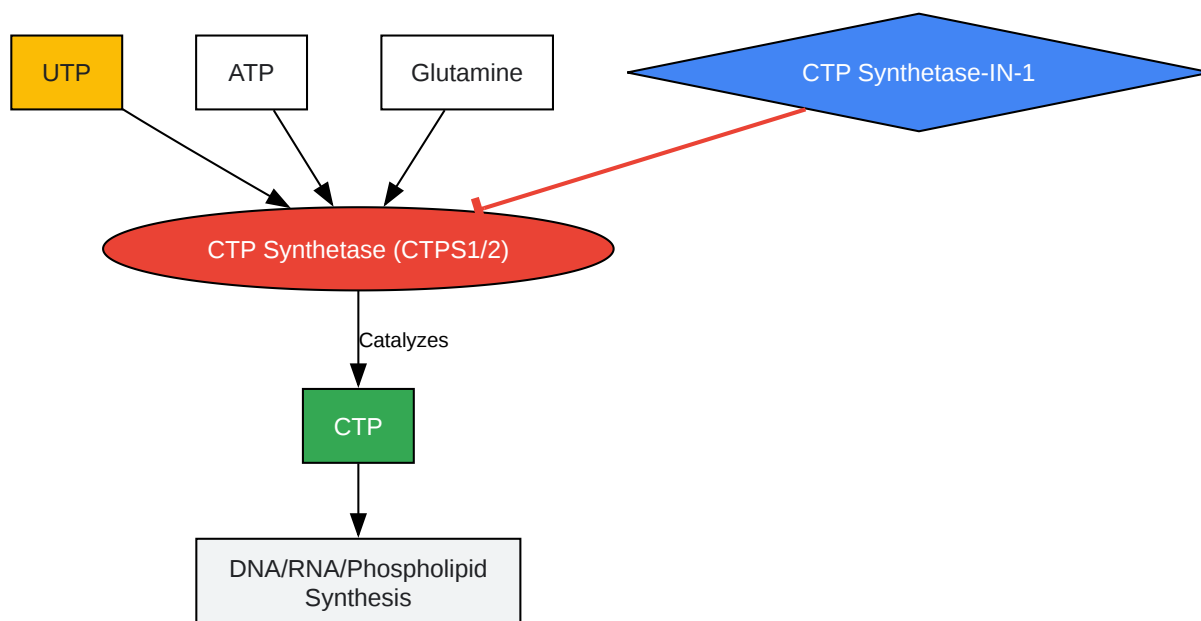 UTP
ATP
Glutamine
CTP Synthetase-IN-1
CTP Synthetase (CTPS1/2)
Catalyzes
CTP
DNA/RNA/Phospholipid
Synthesis